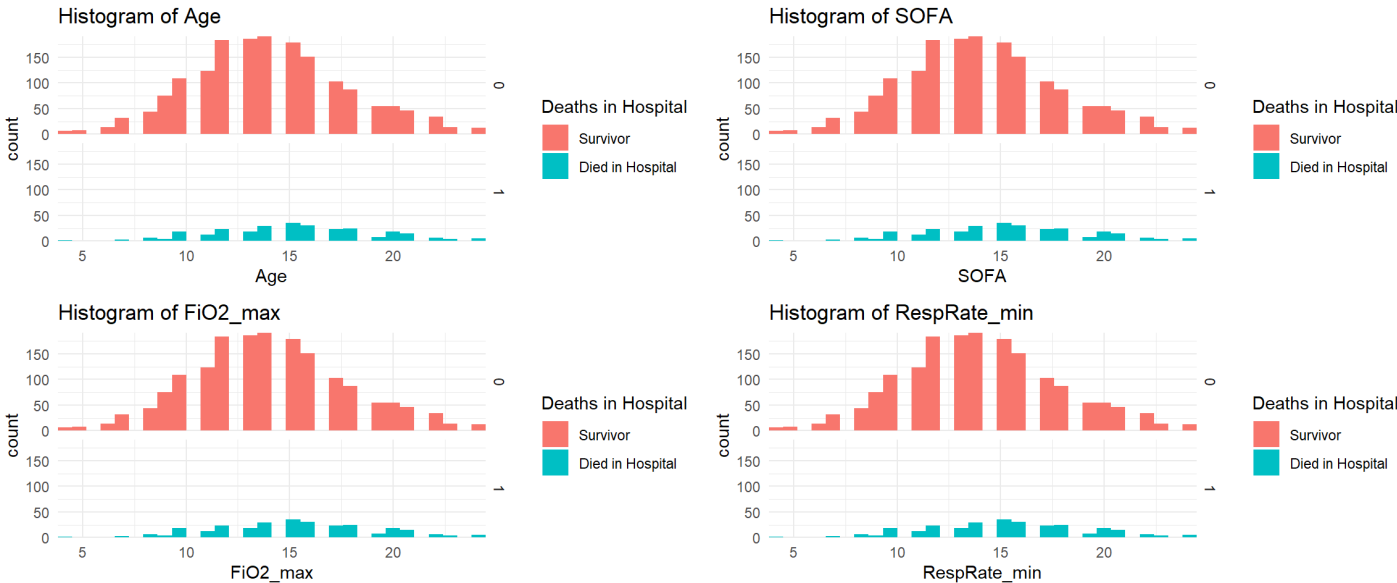 Histogram of Age
150
100
50
0
count
0
150
100
50
0
1
5
10
15
20
Age
Deaths in Hospital
Survivor
Died in Hospital
Histogram of SOFA
150
100
50
0
count
0
150
100
50
0
1
5
10
15
20
SOFA
Deaths in Hospital
Survivor
Died in Hospital
Histogram of FiO2_max
150
100
50
0
count
0
150
100
50
0
1
5
10
15
20
FiO2_max
Deaths in Hospital
Survivor
Died in Hospital
Histogram of RespRate_min
150
100
50
0
count
0
150
100
50
0
1
5
10
15
20
RespRate_min
Deaths in Hospital
Survivor
Died in Hospital